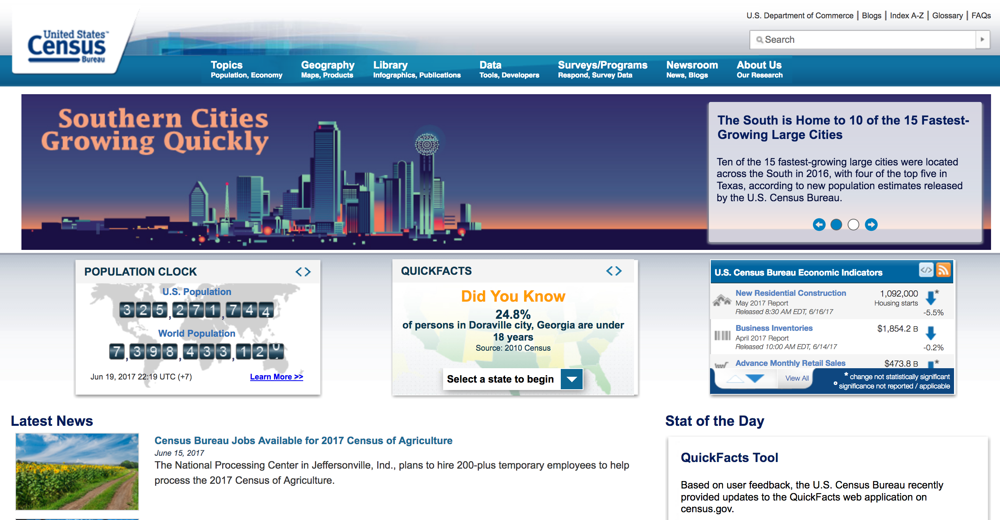 U.S. Department of Commerce | Blogs | Index A-Z | Glossary | FAQs
United States™
Census
Bureau
Search
Topics
Population, Economy
Geography
Maps, Products
Library
Infographics, Publications
Data
Tools, Developers
Surveys/Programs
Respond, Survey Data
Newsroom
News, Blogs
About Us
Our Research
Southern Cities
Growing Quickly
The South is Home to 10 of the 15 Fastest-
Growing Large Cities
Ten of the 15 fastest-growing large cities were located
across the South in 2016, with four of the top five in
Texas, according to new population estimates released
by the U.S. Census Bureau.
POPULATION CLOCK
U.S. Population
325,271,744
World Population
7,398,433,12
Jun 19, 2017 22:19 UTC (+7)
Learn More >>
QUICKFACTS
Did You Know
24.8%
of persons in Doraville city, Georgia are under
18 years
Source: 2010 Census
Select a state to begin
U.S. Census Bureau Economic Indicators
New Residential Construction
May 2017 Report
Released 8:30 AM EDT, 6/16/17
1,092,000
Housing starts
*
-5.5%
Business Inventories
April 2017 Report
Released 10:00 AM EDT, 6/14/17
$1,854.2 B
-0.2%
Advance Monthly Retail Sales
$473.8 B
*
View All
* change not statistically significant
o significance not reported / applicable
Latest News
Census Bureau Jobs Available for 2017 Census of Agriculture
June 15, 2017
The National Processing Center in Jeffersonville, Ind., plans to hire 200-plus temporary employees to help
process the 2017 Census of Agriculture.
Stat of the Day
QuickFacts Tool
Based on user feedback, the U.S. Census Bureau recently
provided updates to the QuickFacts web application on
census.gov.